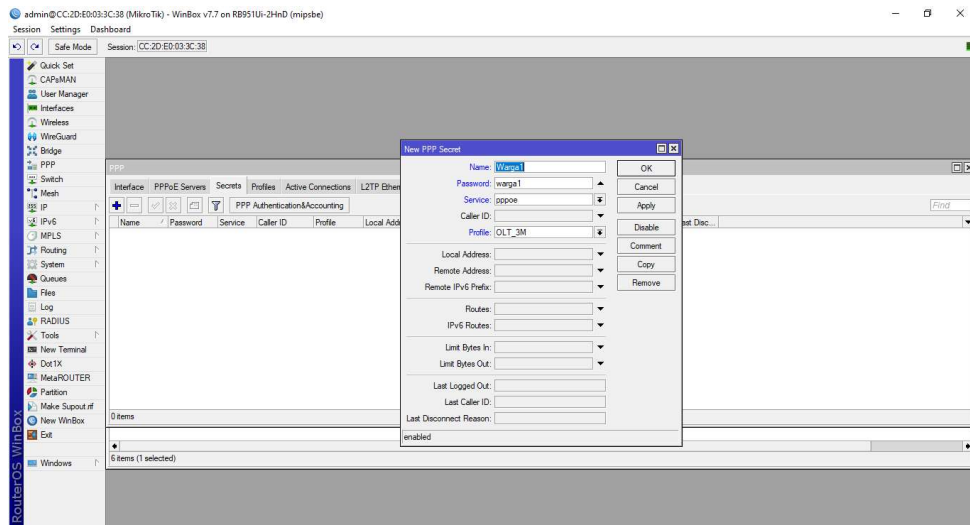 admin@CC:2D:E0:03:3C:38 (MikroTik) - WinBox v7.7 on RB951Ui-2HnD (mipsbe)
Session Settings Dashboard
Safe Mode Session: CC:2D:E0:03:3C:38
Quick Set
CAPsMAN
User Manager
Interfaces
Wireless
WireGuard
Bridge
PPP
Switch
Mesh
IP
IPv6
MPLS
Routing
System
Queues
Files
Log
RADIUS
Tools
New Terminal
Dot1X
MetaROUTER
Partition
Make Supout.rif
New WinBox
Exit
Windows
RouterOS WinBox
PPP
Interface PPPoE Servers Secrets Profiles Active Connections L2TP Ether
PPP Authentication&Accounting
Find
Name Password Service Caller ID Profile Local Addr
ast Disc...
0 items
6 items (1 selected)
New PPP Secret
Name: Warga1
Password: warga1
Service: pppoe
Caller ID:
Profile: OLT_3M
Local Address:
Remote Address:
Remote IPv6 Prefix:
Routes:
IPv6 Routes:
Limit Bytes In:
Limit Bytes Out:
Last Logged Out:
Last Caller ID:
Last Disconnect Reason:
enabled
OK
Cancel
Apply
Disable
Comment
Copy
Remove